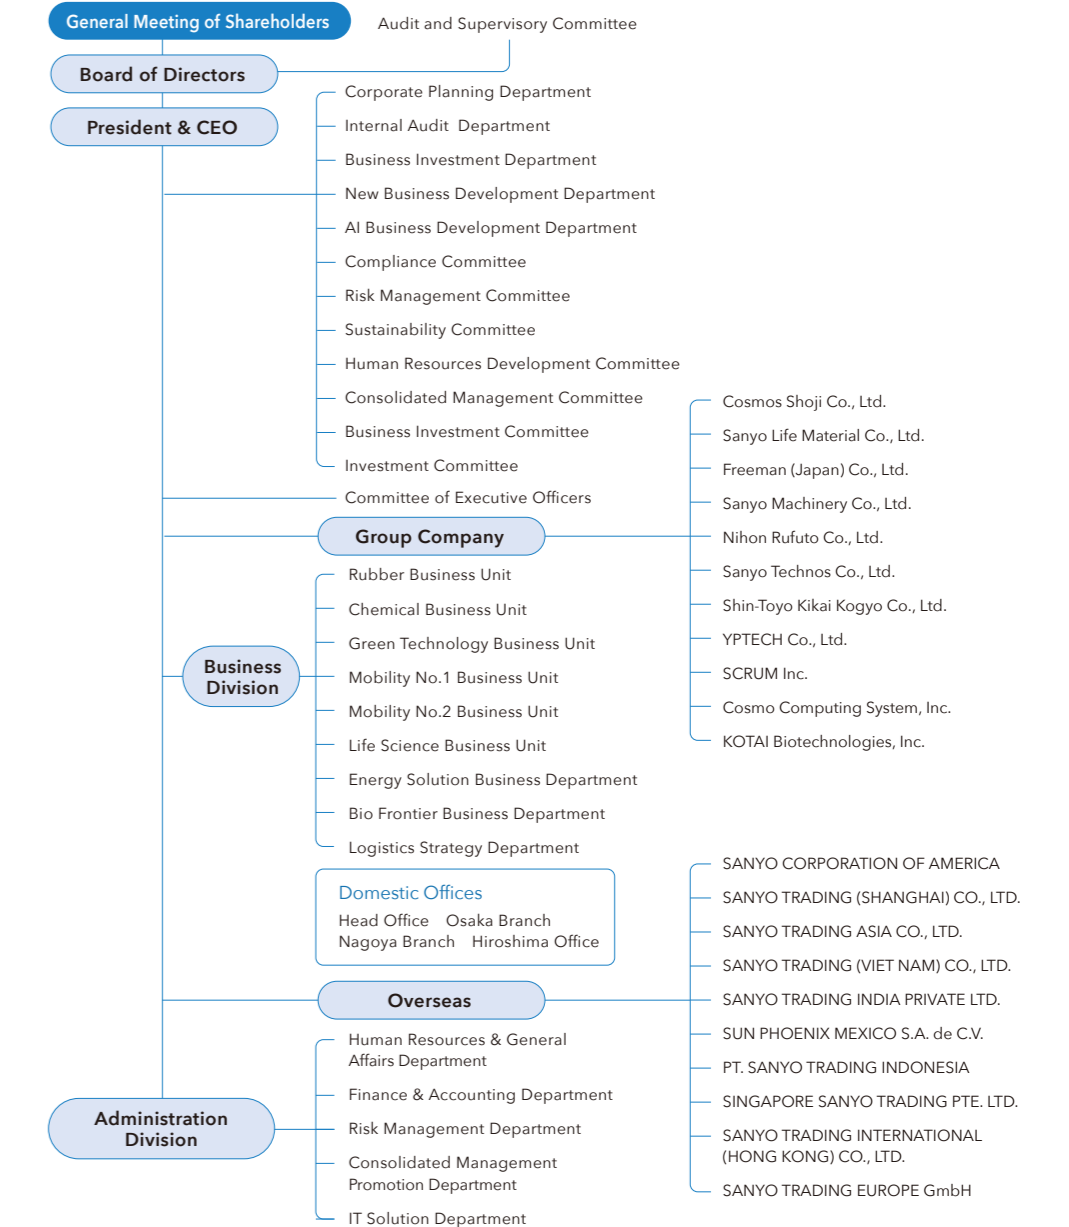 General Meeting of Shareholders
Audit and Supervisory Committee
Board of Directors
President & CEO
Corporate Planning Department
Internal Audit Department
Business Investment Department
New Business Development Department
AI Business Development Department
Compliance Committee
Risk Management Committee
Sustainability Committee
Human Resources Development Committee
Consolidated Management Committee
Business Investment Committee
Investment Committee
Committee of Executive Officers
Group Company
Cosmos Shoji Co., Ltd.
Sanyo Life Material Co., Ltd.
Freeman (Japan) Co., Ltd.
Sanyo Machinery Co., Ltd.
Nihon Rufuto Co., Ltd.
Sanyo Technos Co., Ltd.
Shin-Toyo Kikai Kogyo Co., Ltd.
YPTECH Co., Ltd.
SCRUM Inc.
Cosmo Computing System, Inc.
KOTAI Biotechnologies, Inc.
Business
Division
Rubber Business Unit
Chemical Business Unit
Green Technology Business Unit
Mobility No.1 Business Unit
Mobility No.2 Business Unit
Life Science Business Unit
Energy Solution Business Department
Bio Frontier Business Department
Logistics Strategy Department
Domestic Offices
Head Office Osaka Branch
Nagoya Branch Hiroshima Office
Overseas
SANYO CORPORATION OF AMERICA
SANYO TRADING (SHANGHAI) CO., LTD.
SANYO TRADING ASIA CO., LTD.
SANYO TRADING (VIET NAM) CO., LTD.
SANYO TRADING INDIA PRIVATE LTD.
SUN PHOENIX MEXICO S.A. de C.V.
PT. SANYO TRADING INDONESIA
SINGAPORE SANYO TRADING PTE. LTD.
SANYO TRADING INTERNATIONAL
(HONG KONG) CO., LTD.
SANYO TRADING EUROPE GmbH
Administration
Division
Human Resources & General
Affairs Department
Finance & Accounting Department
Risk Management Department
Consolidated Management
Promotion Department
IT Solution Department